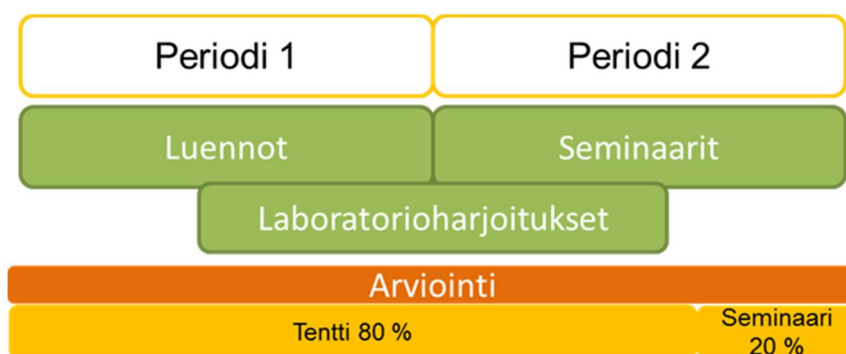 Periodi 1
Periodi 2
Luennot
Seminaarit
Laboratorioharjoitukset
Arviointi
Tentti 80 %
Seminaari
20 %